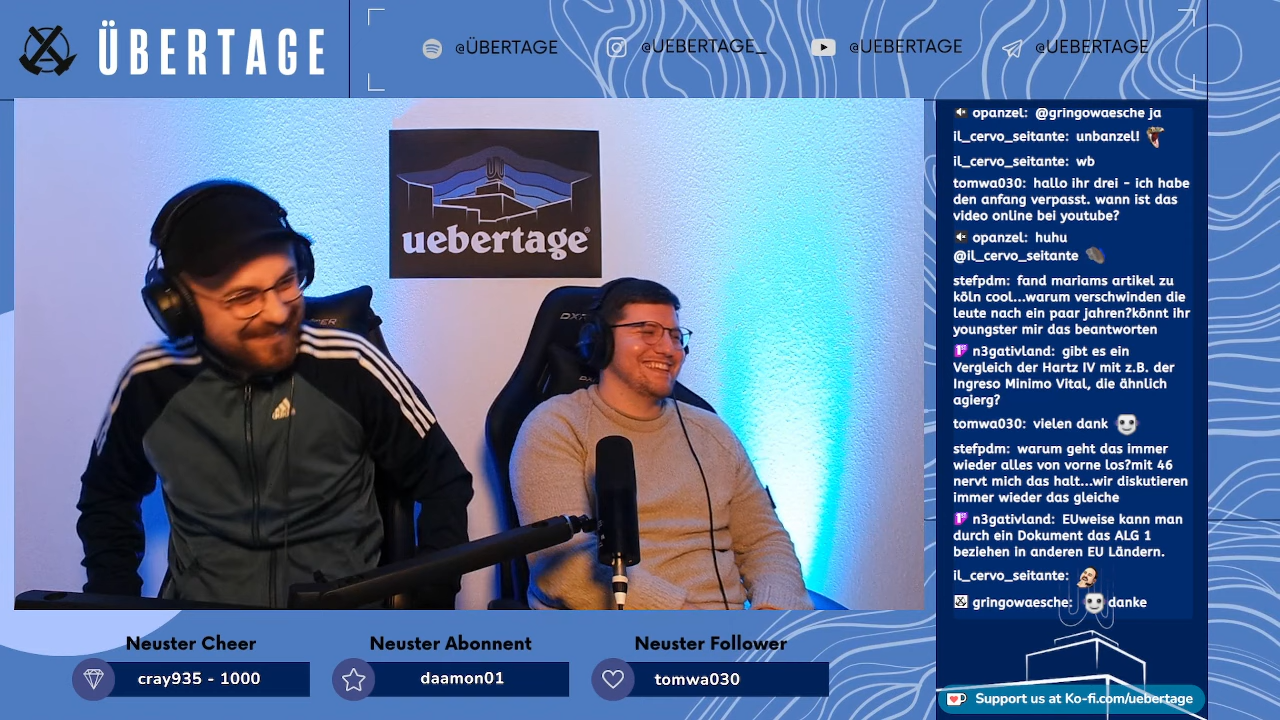 ÜBERTAGE
@ÜBERTAGE
@UEBERTAGE_
@UEBERTAGE
@UEBERTAGE
uebertage®
opanzel: @gringowaesche ja
il_cervo_seitante: unbanzel!
il_cervo_seitante: wb
tomwa030: hallo ihr drei - ich habe
den anfang verpasst. wann ist das
video online bei youtube?
opanzel: huhu
@il_cervo_seitante
stefpdm: fand mariams artikel zu
köln cool...warum verschwinden die
leute nach ein paar jahren?könnt ihr
youngster mir das beantworten
n3gativland: gibt es ein
Vergleich der Hartz IV mit z.B. der
Ingreso Minimo Vital, die ähnlich
agierg?
tomwa030: vielen dank
stefpdm: warum geht das immer
wieder alles von vorne los?mit 46
nervt mich das halt...wir diskutieren
immer wieder das gleiche
n3gativland: EUweise kann man
durch ein Dokument das ALG 1
beziehen in anderen EU Ländern.
il_cervo_seitante:
gringowaesche: danke
Neuster Cheer
cray935 - 1000
Neuster Abonnent
daamon01
Neuster Follower
tomwa030
Support us at Ko-fi.com/uebertage